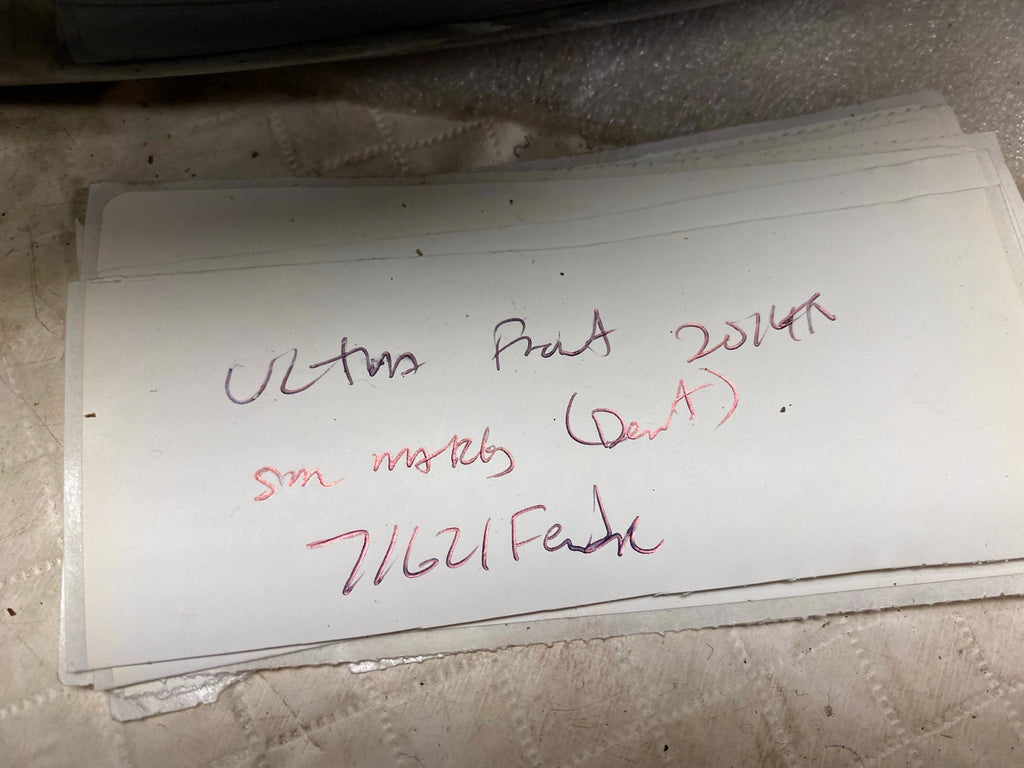 ULtra Front 2014
sm marks (Dent)
71621 Fender